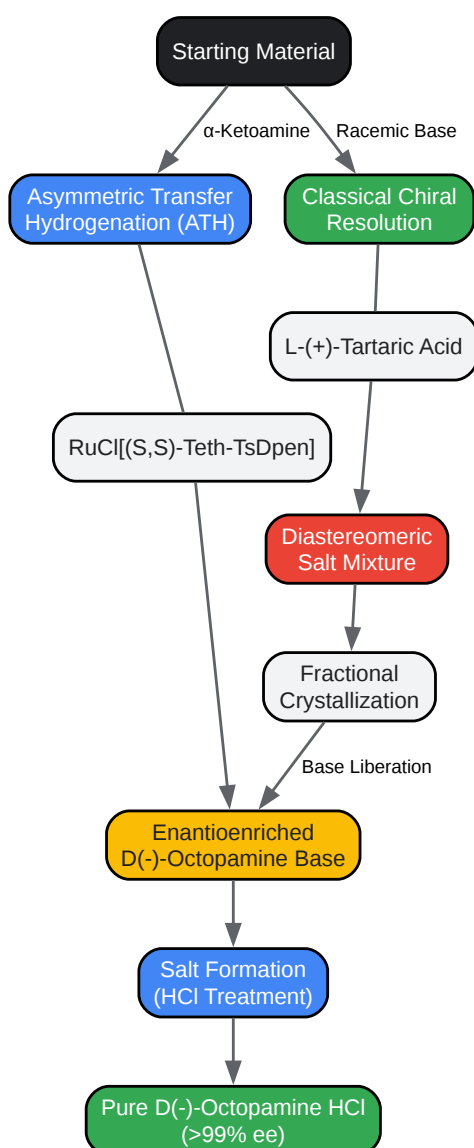 Starting Material
α-Ketoamine
Racemic Base
Asymmetric Transfer
Hydrogenation (ATH)
Classical Chiral
Resolution
L-(+)-Tartaric Acid
RuCl[(S,S)-Teth-TsDpen]
Diastereomeric
Salt Mixture
Fractional
Crystallization
Base Liberation
Enantioenriched
D(-)-Octopamine Base
Salt Formation
(HCl Treatment)
Pure D(-)-Octopamine HCl
(>99% ee)